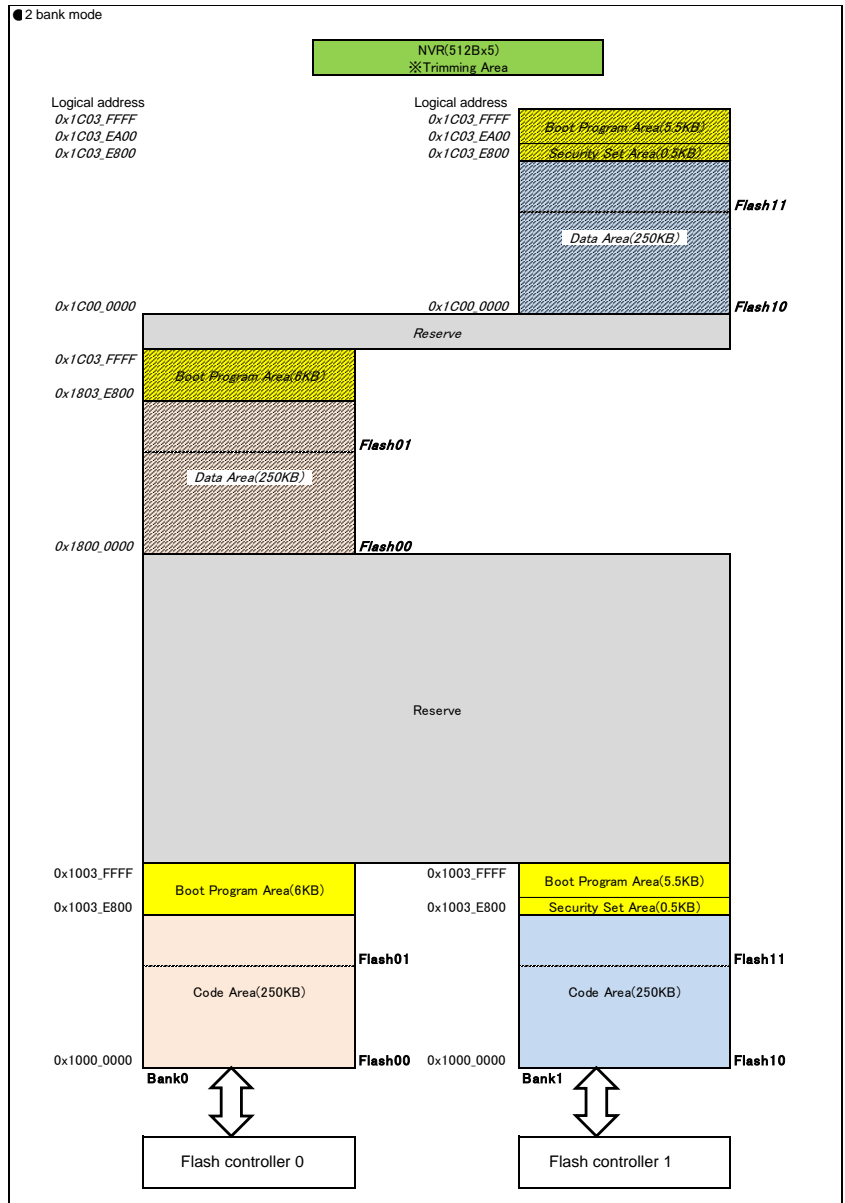 ●2 bank mode
NVR(512Bx5)
※Trimming Area
Logical address
0x1C03_FFFF
0x1C03_EA00
0x1C03_E800
Logical address
0x1C03_FFFF
0x1C03_EA00
0x1C03_E800
Boot Program Area(5.5KB)
Security Set Area(0.5KB)
Flash11
Data Area(250KB)
0x1C00_0000
0x1C00_0000
Flash10
Reserve
0x1C03_FFFF
Boot Program Area(6KB)
0x1803_E800
Flash01
Data Area(250KB)
0x1800_0000
Flash00
Reserve
0x1003_FFFF
Boot Program Area(6KB)
0x1003_E800
0x1003_FFFF
Boot Program Area(5.5KB)
0x1003_E800
Security Set Area(0.5KB)
Flash01
Flash11
Code Area(250KB)
Code Area(250KB)
0x1000_0000
Flash00
0x1000_0000
Flash10
Bank0
Bank1
Flash controller 0
Flash controller 1